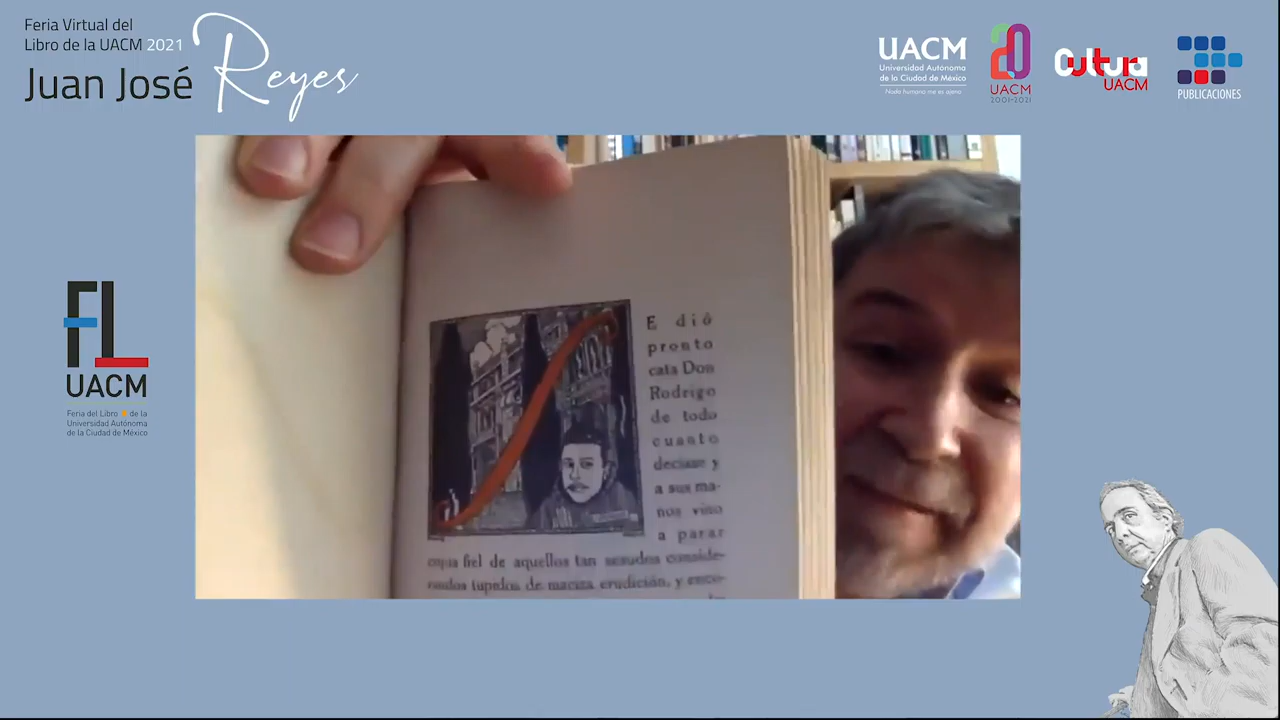 Feria Virtual del
Libro de la UACM 2021
Juan José Reyes
UACM
Universidad Autónoma
de la Ciudad de México
Nada humano me es ajeno
20
UACM
2001-2021
Cultura
UACM
PUBLICACIONES
FL
UACM
Feria del Libro de la
Universidad Autónoma
de la Ciudad de México
S
E dió
pronto
cata Don
Rodrigo
de todo
cuanto
decisse y
a sus ma-
nos vino
a parar
copia fiel de aquellos tan sesudos conside-
randos tupidos de maciza erudición, y